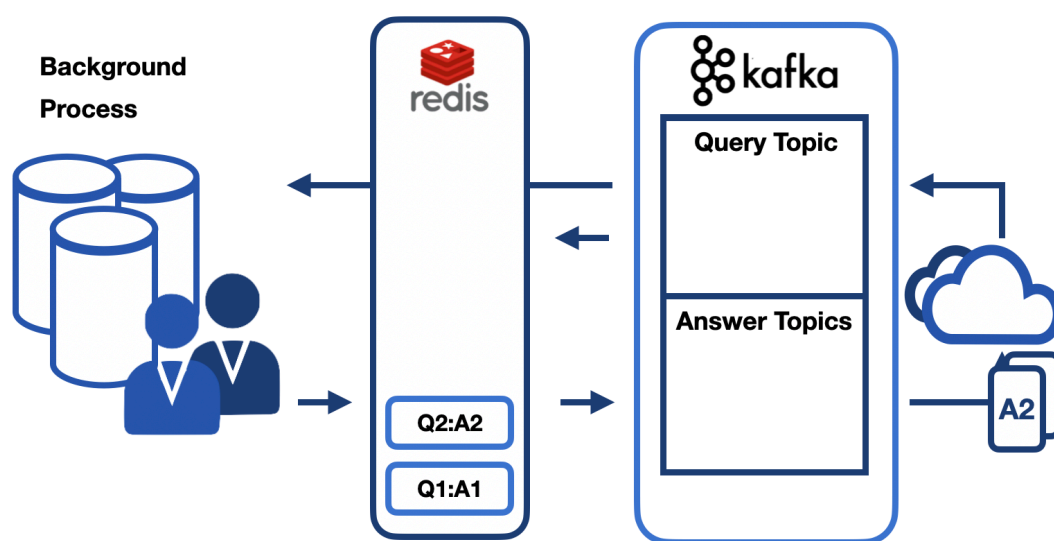 Background
Process
redis
kafka
Query Topic
Answer Topics
Q2:A2
Q1:A1
A2